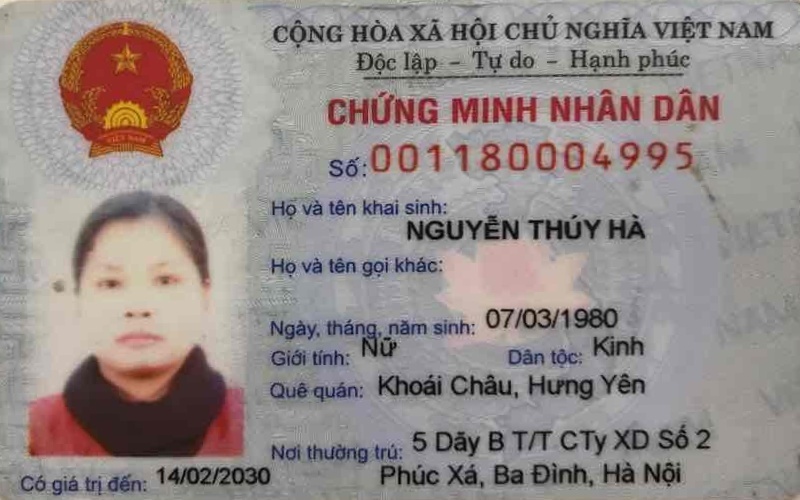 CỘNG HÒA XÃ HỘI CHỦ NGHĨA VIỆT NAM
Độc lập - Tự do - Hạnh phúc
CHỨNG MINH NHÂN DÂN
Số: 001180004995
Họ và tên khai sinh:
NGUYỄN THÚY HÀ
Họ và tên gọi khác:
Ngày, tháng, năm sinh: 07/03/1980
Giới tính: Nữ Dân tộc: Kinh
Quê quán: Khoái Châu, Hưng Yên
Nơi thường trú: 5 Dãy B T/T CTy XD Số 2
Phúc Xá, Ba Đình, Hà Nội
Có giá trị đến: 14/02/2030
VIỆT NAM